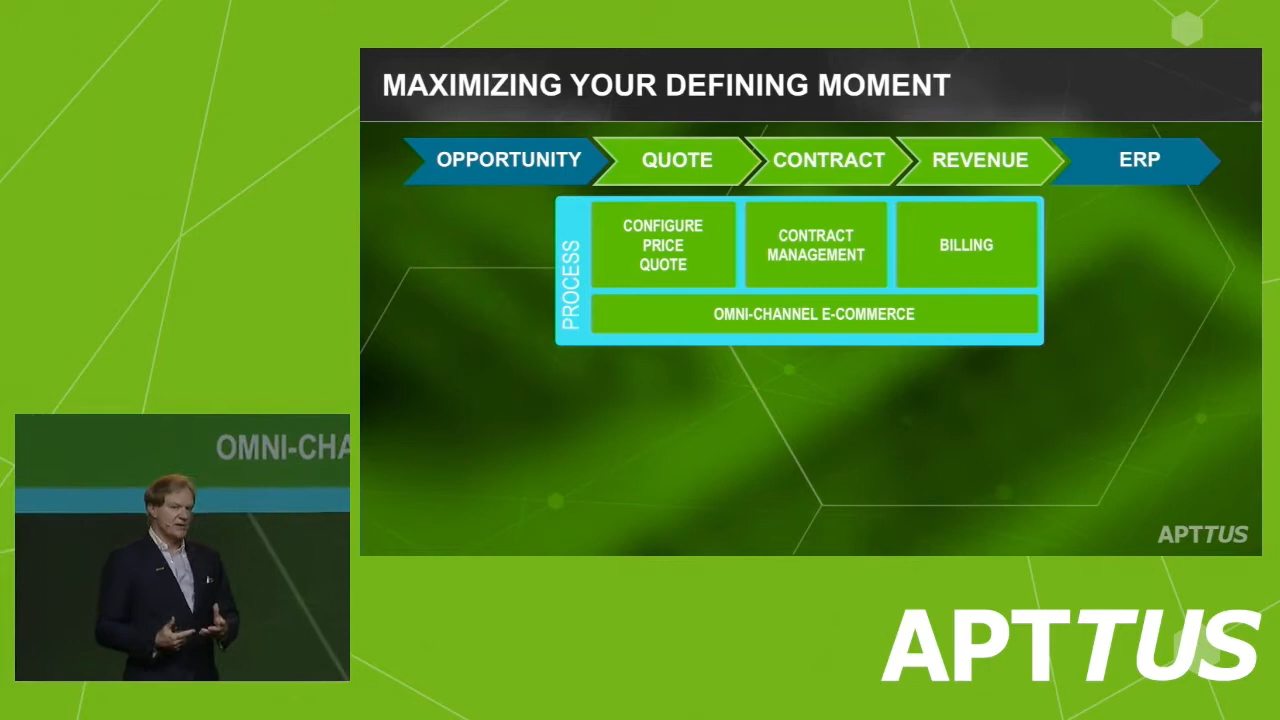 MAXIMIZING YOUR DEFINING MOMENT
OPPORTUNITY
QUOTE
CONTRACT
REVENUE
ERP
PROCESS
CONFIGURE
PRICE
QUOTE
CONTRACT
MANAGEMENT
BILLING
OMNI-CHANNEL E-COMMERCE
APTTUS
OMNI-CHA
APTTUS